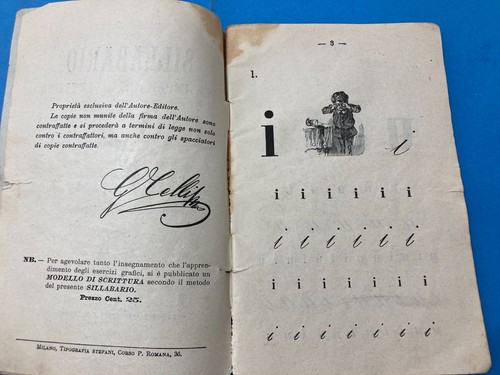 Proprietà esclusiva dell'Autore-Editore.
Le copie non munite della firma dell'Autore sono
contraffatte e si procederà a termini di legge non solo
contro i contraffattori, ma anche contro gli spacciatori
di copie contraffatte.
NB. — Per agevolare tanto l'insegnamento che l'appren-
dimento degli esercizi grafici, si è pubblicato un
MODELLO DI SCRITTURA secondo il metodo
del presente SILLABARIO.
Prezzo Cent. 25.
MILANO, TIPOGRAFIA STEFANI, CORSO P. ROMANA, 36.
— 3 —
1.
i i
i i i i i i
i i i i i i
i i i i i i i
i i i i i i i